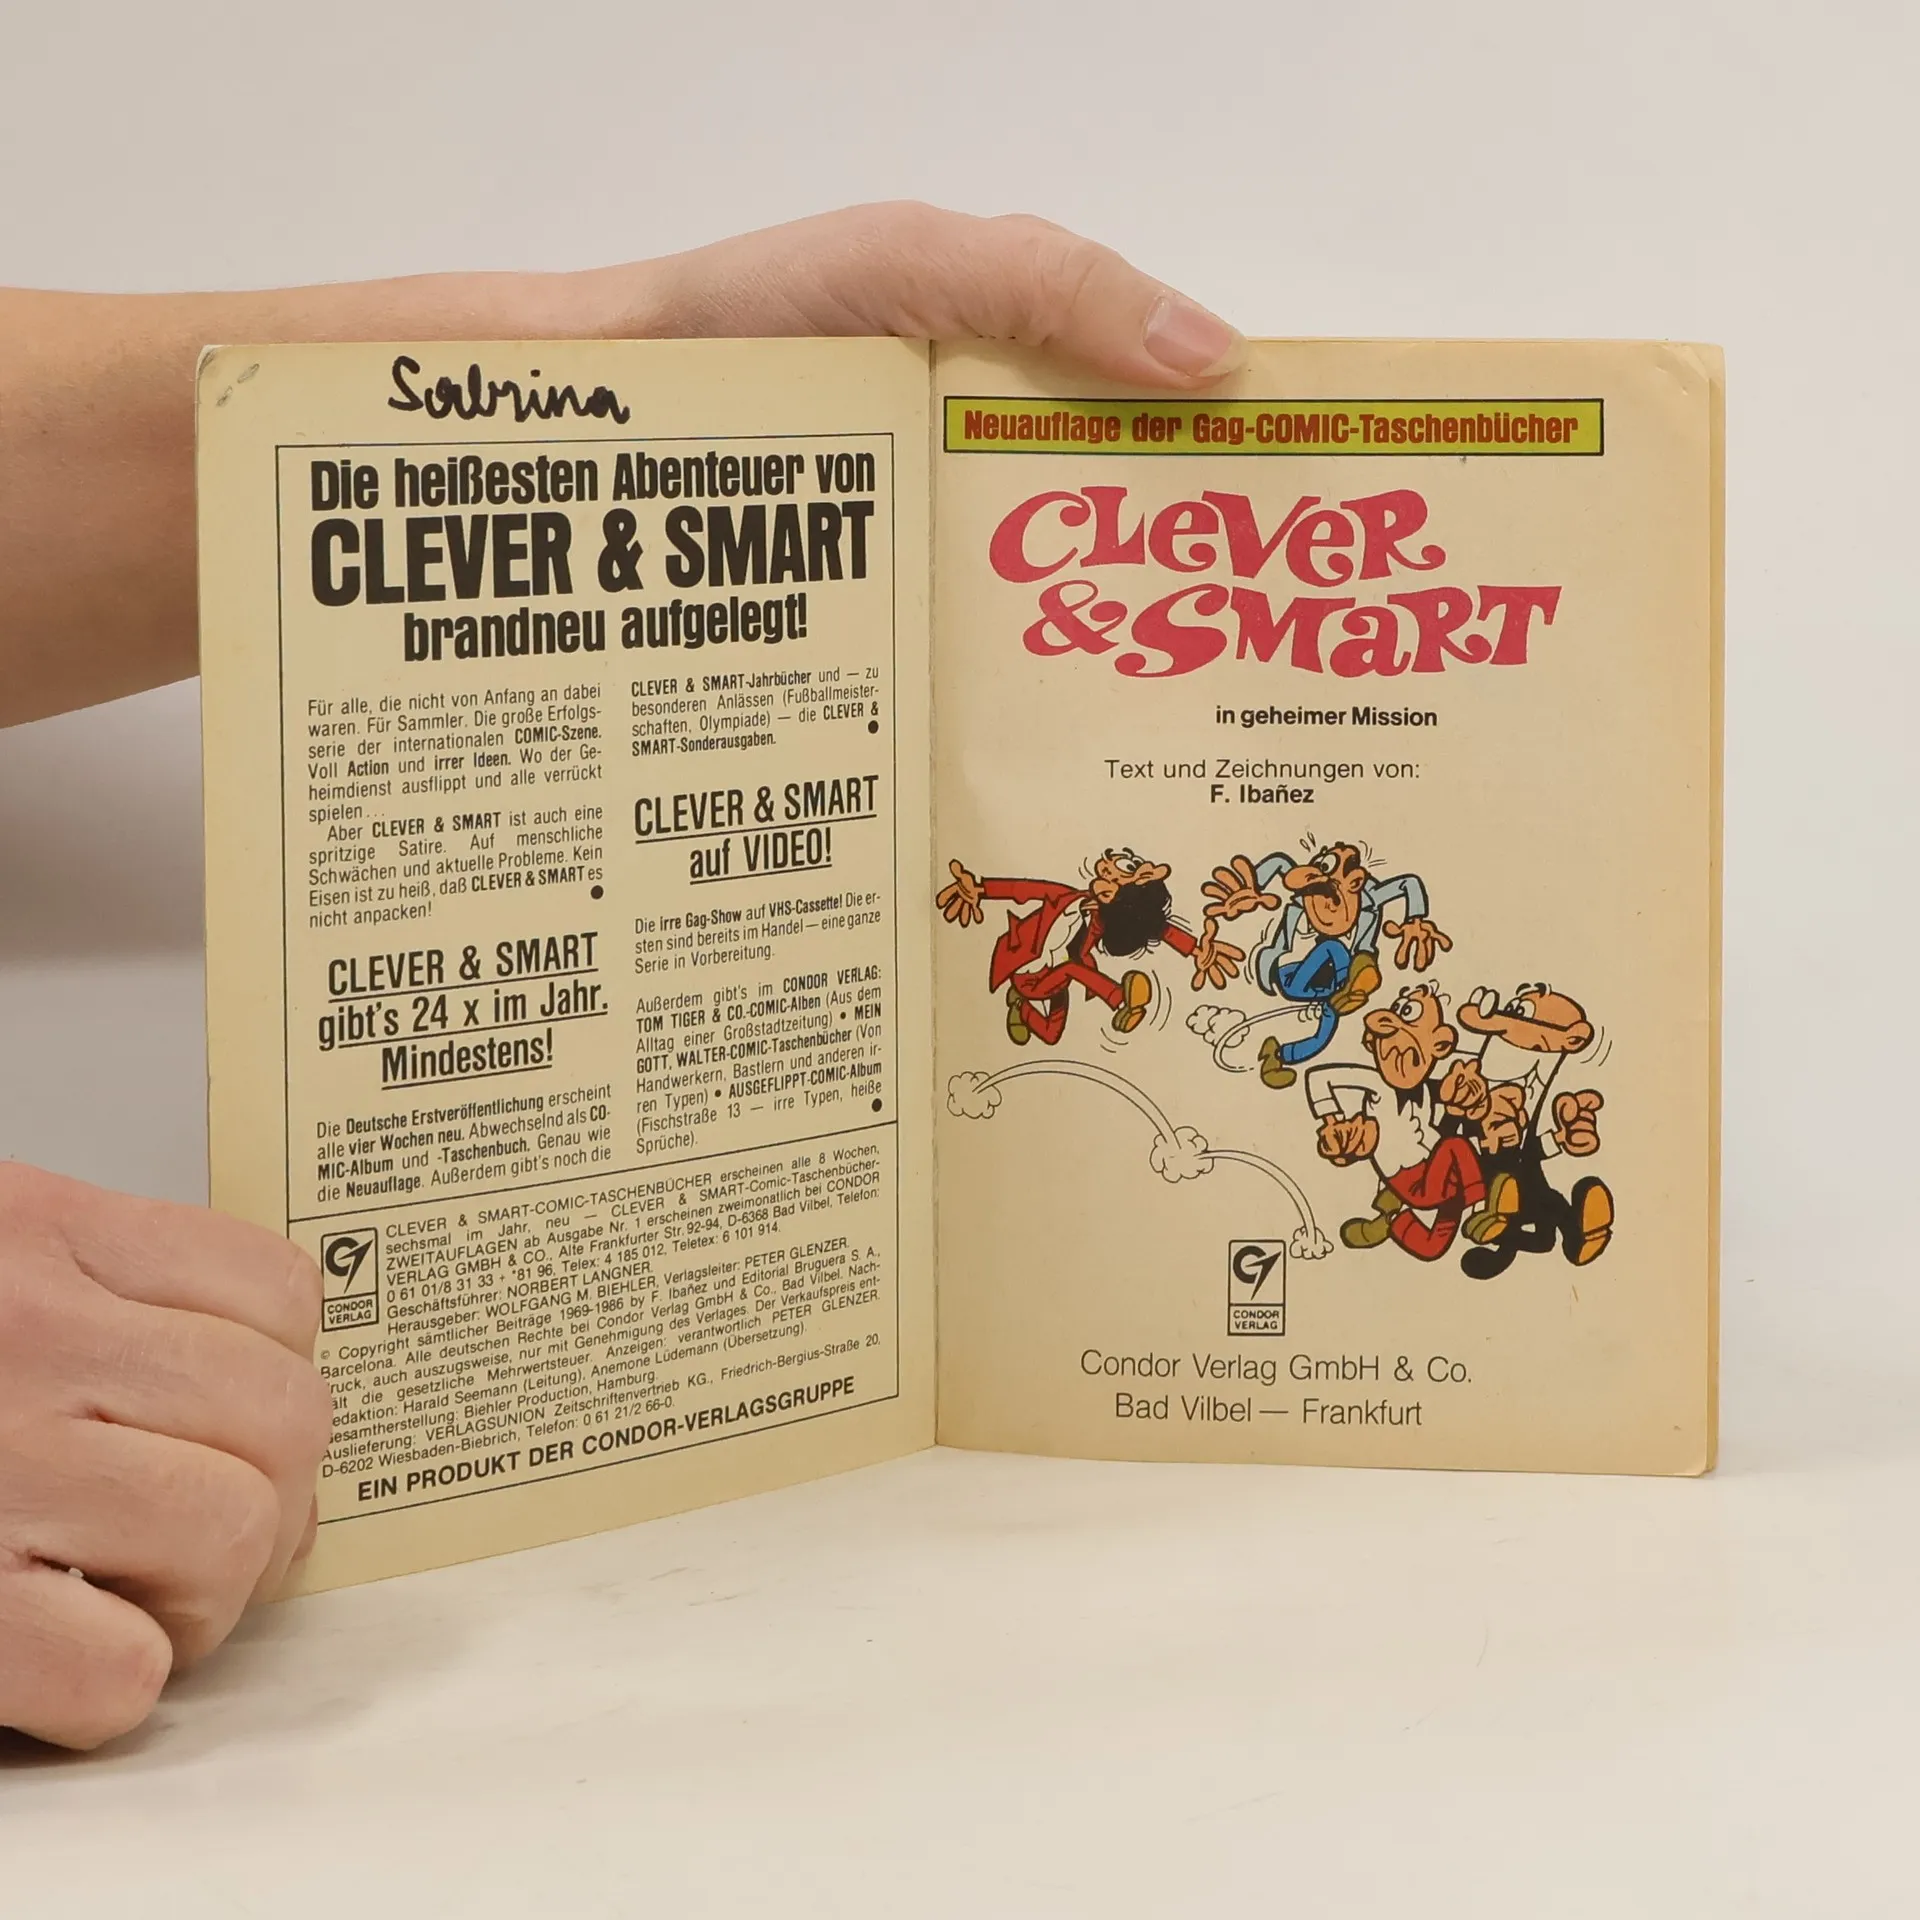 Sabrina
Die heißesten Abenteuer von
CLEVER & SMART
brandneu aufgelegt!
Für alle, die nicht von Anfang an dabei
waren. Für Sammler. Die große Erfolgs-
serie der internationalen COMIC-Szene.
Voll Action und irrer Ideen. Wo der Ge-
heimdienst ausflippt und alle verrückt
spielen...
Aber CLEVER & SMART ist auch eine
spritzige Satire. Auf menschliche
Schwächen und aktuelle Probleme. Kein
Eisen ist zu heiß, daß CLEVER & SMART es
nicht anpacken!
CLEVER & SMART
gibt's 24 x im Jahr.
Mindestens!
Die Deutsche Erstveröffentlichung erscheint
alle vier Wochen neu. Abwechselnd als CO-
MIC-Album und -Taschenbuch. Genau wie
die Neuauflage. Außerdem gibt's noch die
CLEVER & SMART-Jahrbücher und — zu
besonderen Anlässen (Fußballmeister-
schaften, Olympiade) — die CLEVER &
SMART-Sonderausgaben.
CLEVER & SMART
auf VIDEO!
Die irre Gag-Show auf VHS-Cassette! Die er-
sten sind bereits im Handel — eine ganze
Serie in Vorbereitung.
Außerdem gibt's im CONDOR VERLAG:
TOM TIGER & CO.-COMIC-Alben (Aus dem
Alltag einer Großstadtzeitung) • MEIN
GOTT, WALTER-COMIC-Taschenbücher (Von
Handwerkern, Bastlern und anderen ir-
ren Typen) • AUSGEFLIPPT-COMIC-Album
(Fischstraße 13 — irre Typen, heiße
Sprüche).
CONDOR
VERLAG
CLEVER & SMART-COMIC-TASCHENBÜCHER erscheinen alle 8 Wochen,
sechsmal im Jahr, neu — CLEVER & SMART-Comic-Taschenbücher-
ZWEITAUFLAGEN ab Ausgabe Nr. 1 erscheinen zweimonatlich bei CONDOR
VERLAG GMBH & CO., Alte Frankfurter Str. 92-94, D-6368 Bad Vilbel, Telefon:
0 61 01/8 31 33 + *81 96, Telex: 4 185 012, Teletex: 6 101 914.
Geschäftsführer: NORBERT LANGNER.
Herausgeber: WOLFGANG M. BIEHLER, Verlagsleiter: PETER GLENZER.
© Copyright sämtlicher Beiträge 1969-1986 by F. Ibañez und Editorial Bruguera S. A.,
Barcelona. Alle deutschen Rechte bei Condor Verlag GmbH & Co., Bad Vilbel. Nach-
ruck, auch auszugsweise, nur mit Genehmigung des Verlages. Der Verkaufspreis ent-
ält die gesetzliche Mehrwertsteuer. Anzeigen: verantwortlich PETER GLENZER.
edaktion: Harald Seemann (Leitung), Anemone Lüdemann (Übersetzung).
esamtherstellung: Biehler Production, Hamburg.
Auslieferung: VERLAGSUNION Zeitschriftenvertrieb KG., Friedrich-Bergius-Straße 20,
D-6202 Wiesbaden-Biebrich, Telefon: 0 61 21/2 66-0.
EIN PRODUKT DER CONDOR-VERLAGSGRUPPE
Neuauflage der Gag-COMIC-Taschenbücher
CLeVeR
&SMaRT
in geheimer Mission
Text und Zeichnungen von:
F. Ibañez
CONDOR
VERLAG
Condor Verlag GmbH & Co.
Bad Vilbel — Frankfurt